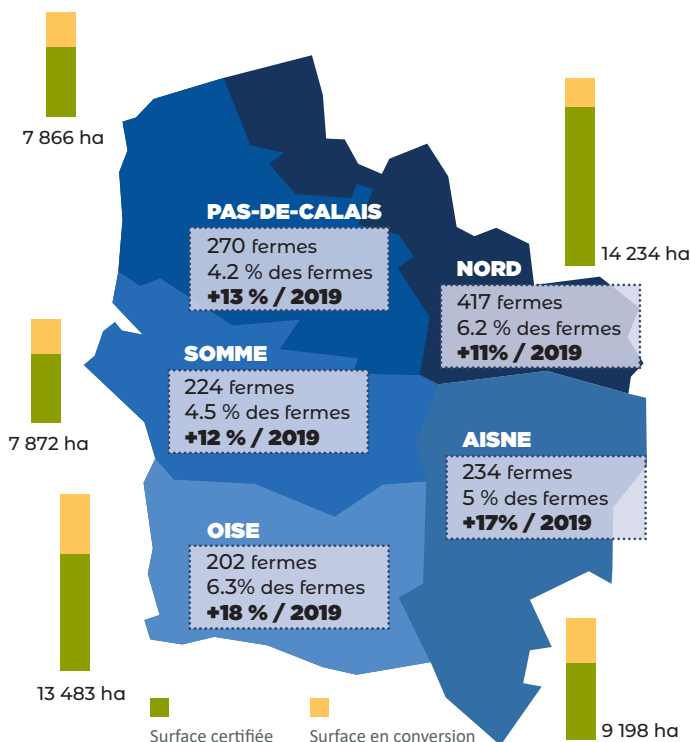 7 866 ha
14 234 ha
PAS-DE-CALAIS
270 fermes
4.2 % des fermes
+13 % / 2019
NORD
417 fermes
6.2 % des fermes
+11% / 2019
SOMME
224 fermes
4.5 % des fermes
+12 % / 2019
7 872 ha
AISNE
234 fermes
5 % des fermes
+17% / 2019
OISE
202 fermes
6.3% des fermes
+18 % / 2019
13 483 ha
9 198 ha
Surface certifiée
Surface en conversion